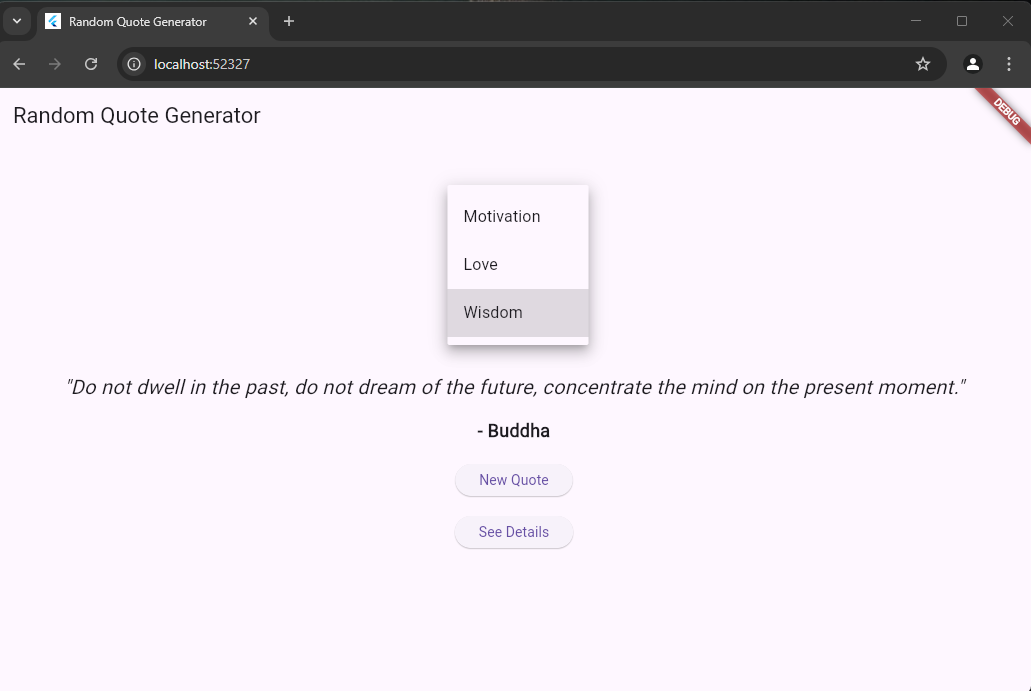 Random Quote Generator
localhost:52327
Random Quote Generator
DEBUG
Motivation
Love
Wisdom
"Do not dwell in the past, do not dream of the future, concentrate the mind on the present moment."
- Buddha
New Quote
See Details